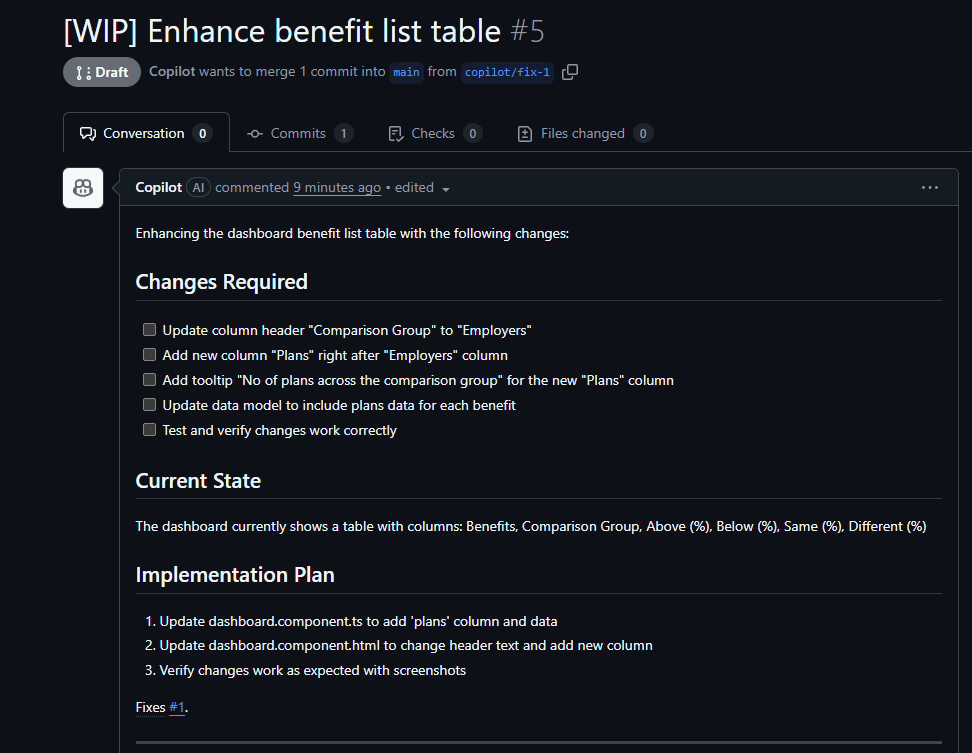 [WIP] Enhance benefit list table #5
Draft Copilot wants to merge 1 commit into main from copilot/fix-1
Conversation 0 Commits 1 Checks 0 Files changed 0
Copilot AI commented 9 minutes ago • edited
Enhancing the dashboard benefit list table with the following changes:
Changes Required
Update column header "Comparison Group" to "Employers"
Add new column "Plans" right after "Employers" column
Add tooltip "No of plans across the comparison group" for the new "Plans" column
Update data model to include plans data for each benefit
Test and verify changes work correctly
Current State
The dashboard currently shows a table with columns: Benefits, Comparison Group, Above (%), Below (%), Same (%), Different (%)
Implementation Plan
1. Update dashboard.component.ts to add 'plans' column and data
2. Update dashboard.component.html to change header text and add new column
3. Verify changes work as expected with screenshots
Fixes #1.